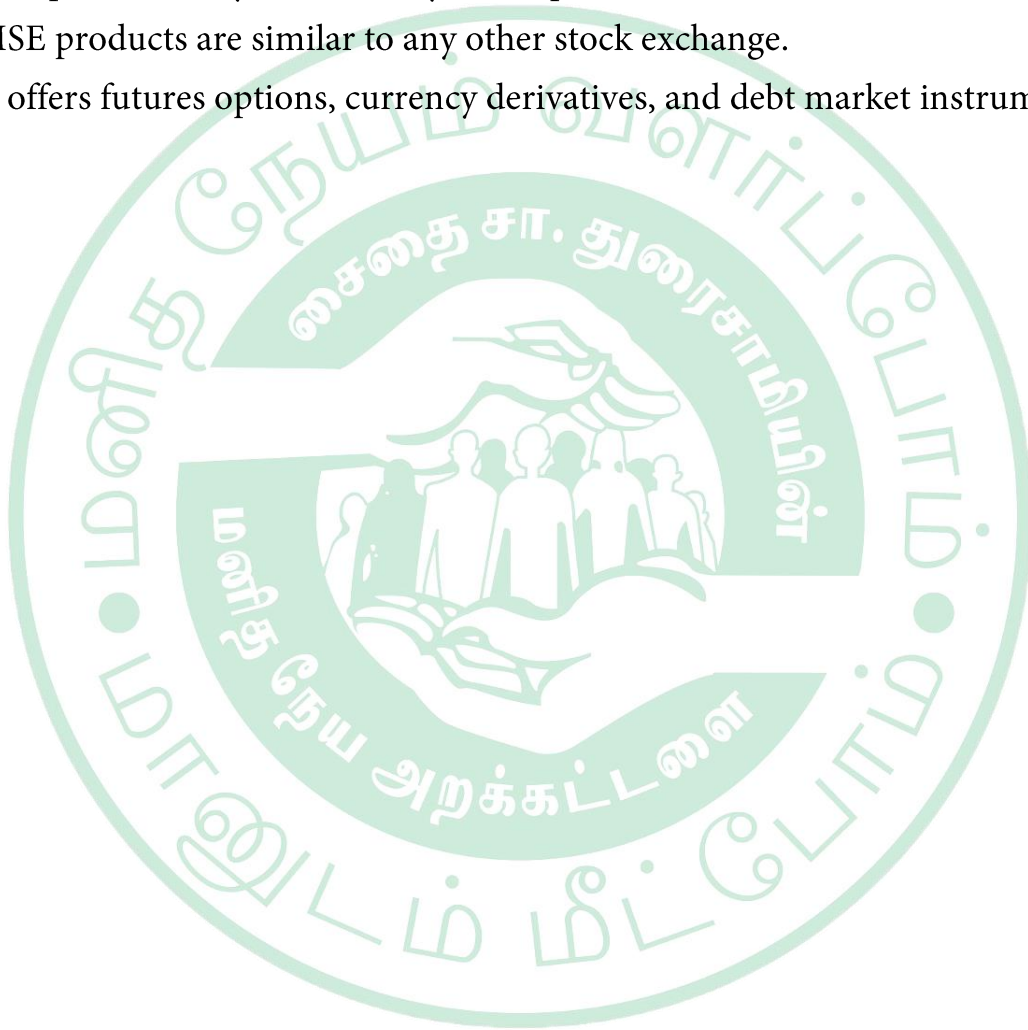 ISE products are similar to any other stock exchange.
offers futures options, currency derivatives, and debt market instrum
மனித நேயம் வளர்ப்போம்
சைதை சா. துரைசாமியின்
மனித நேய அறக்கட்டளை
மானுடம் மீட்போம்